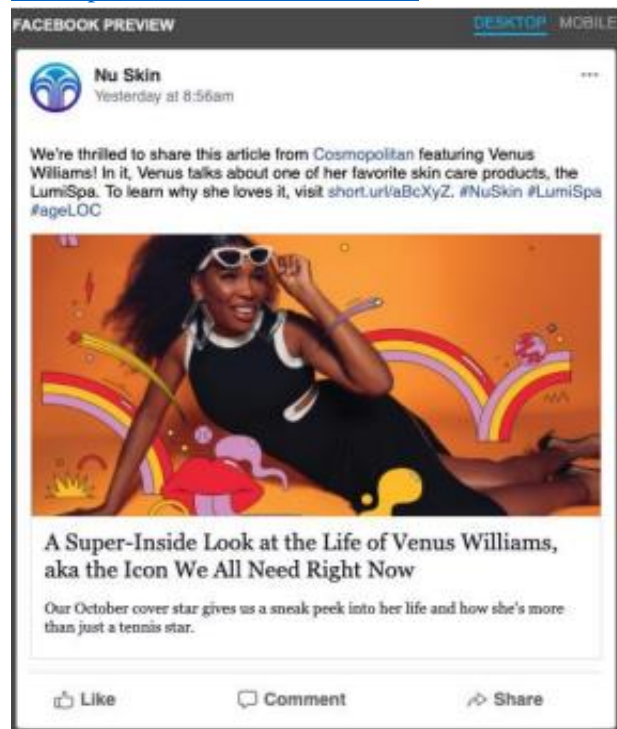 FACEBOOK PREVIEW DESKTOP MOBILE
Nu Skin
Yesterday at 8:56am
We're thrilled to share this article from Cosmopolitan featuring Venus
Williams! In it, Venus talks about one of her favorite skin care products, the
LumiSpa. To learn why she loves it, visit short.url/aBcXyZ. #NuSkin #LumiSpa
#ageLOC
A Super-Inside Look at the Life of Venus Williams,
aka the Icon We All Need Right Now
Our October cover star gives us a sneak peek into her life and how she's more
than just a tennis star.
Like Comment Share